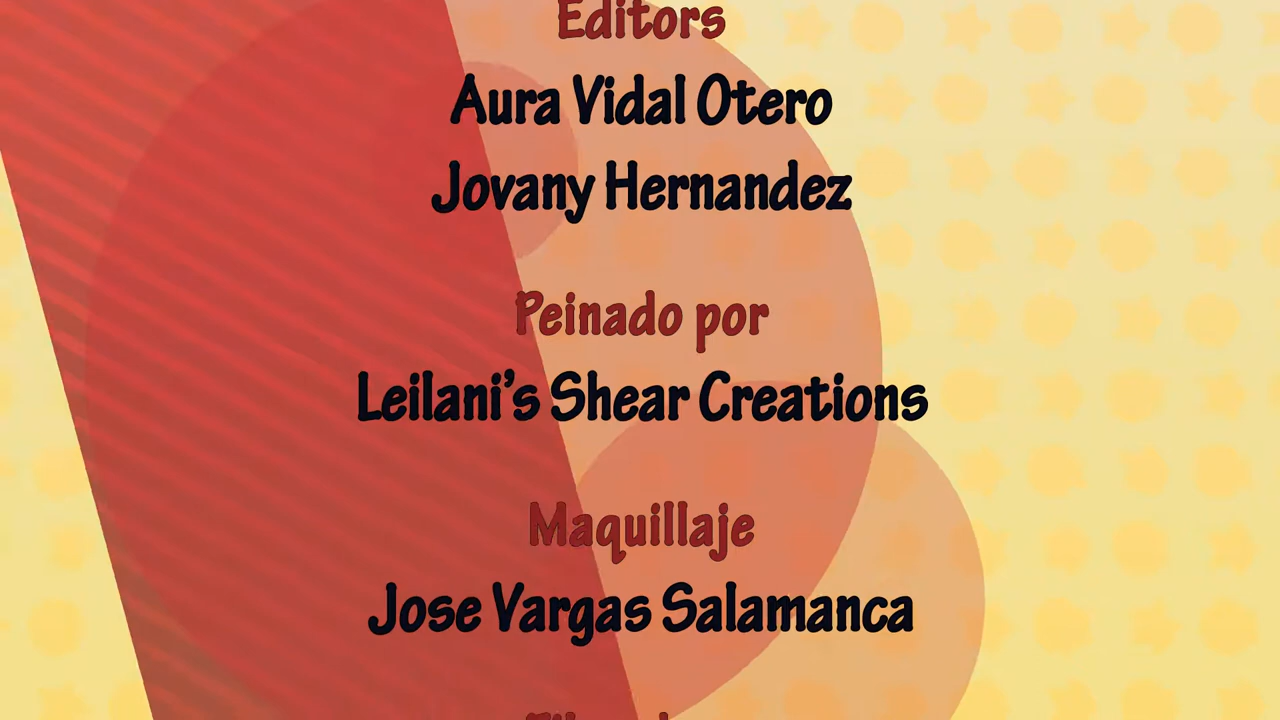 Editors
Aura Vidal Otero
Jovany Hernandez
Peinado por
Leilani's Shear Creations
Maquillaje
Jose Vargas Salamanca